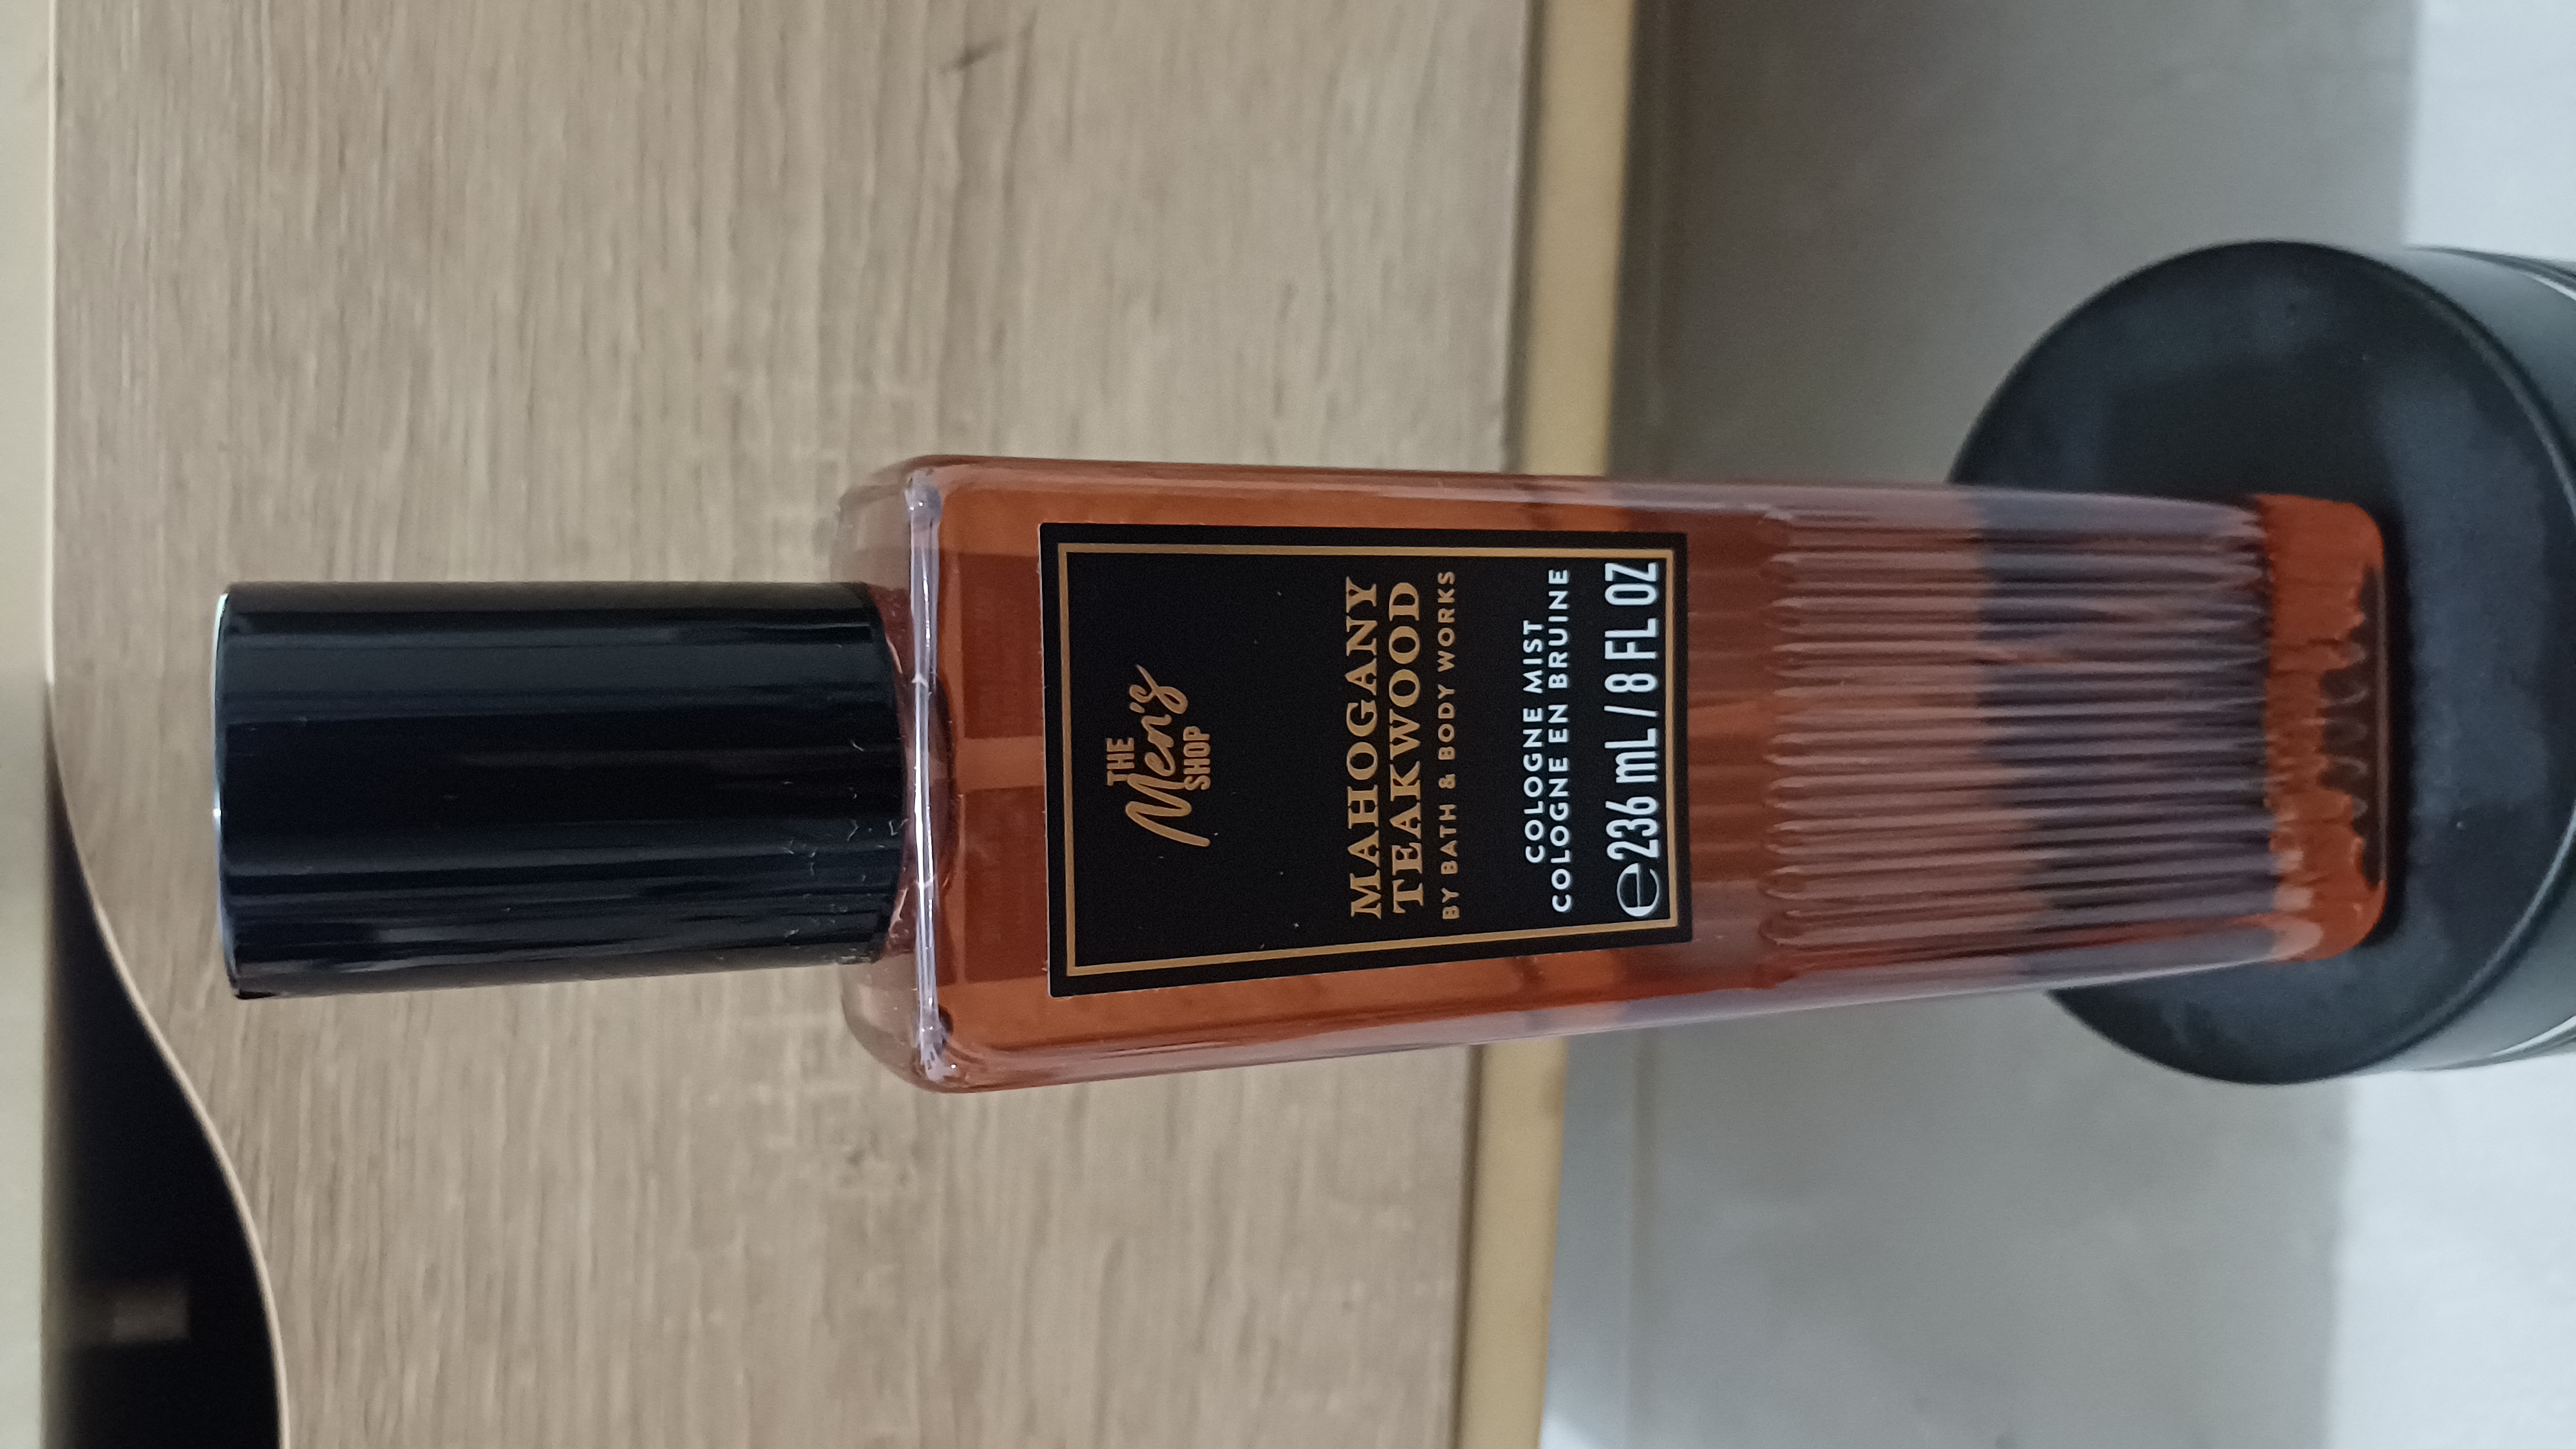 THE
Men's
SHOP
MAHOGANY
TEAKWOOD
BY BATH & BODY WORKS
COLOGNE MIST
COLOGNE EN BRUINE
℮236 mL / 8 FL OZ